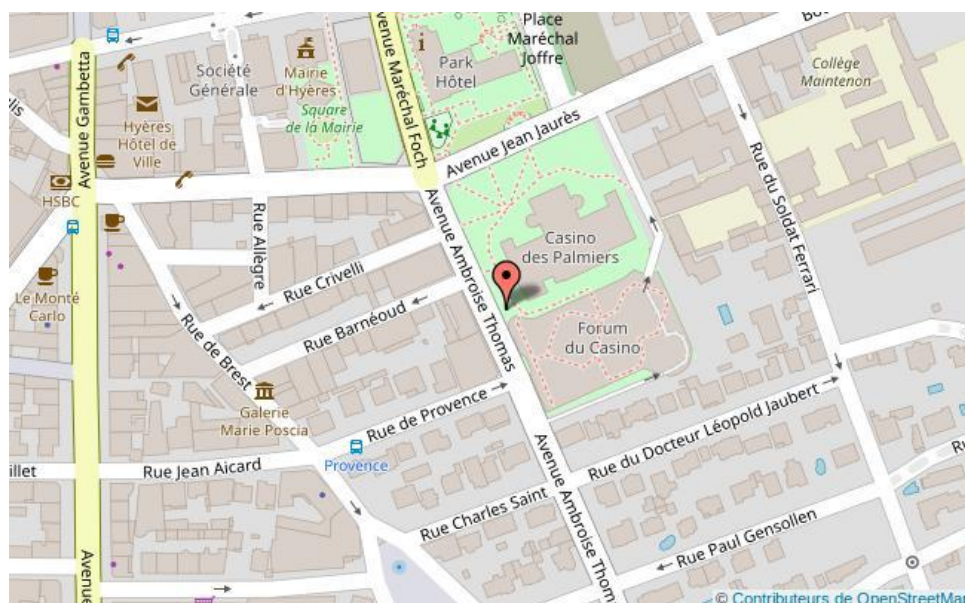 Avenue Gambetta
Société
Générale
Mairie
d'Hyères
Square
de la Mairie
Avenue Maréchal Foch
Park
Hôtel
Place
Maréchal
Joffre
Collège
Maintenon
Hyères
Hôtel de
Ville
HSBC
Avenue Jean Jaurès
Rue du Soldat Ferrari
Rue Allègre
Le Monté
Carlo
Rue Crivelli
Avenue Ambroise Thomas
Casino
des Palmiers
Rue Barnéoud
Forum
du Casino
Rue de Brest
Galerie
Marie Poscia
Rue de Provence
Provence
Rue Jean Aicard
Rue du Docteur Léopold Jaubert
Rue Charles Saint
Avenue Ambroise Thom
Rue Paul Gensollen
Avenue
© Contributeurs de OpenStreetMap